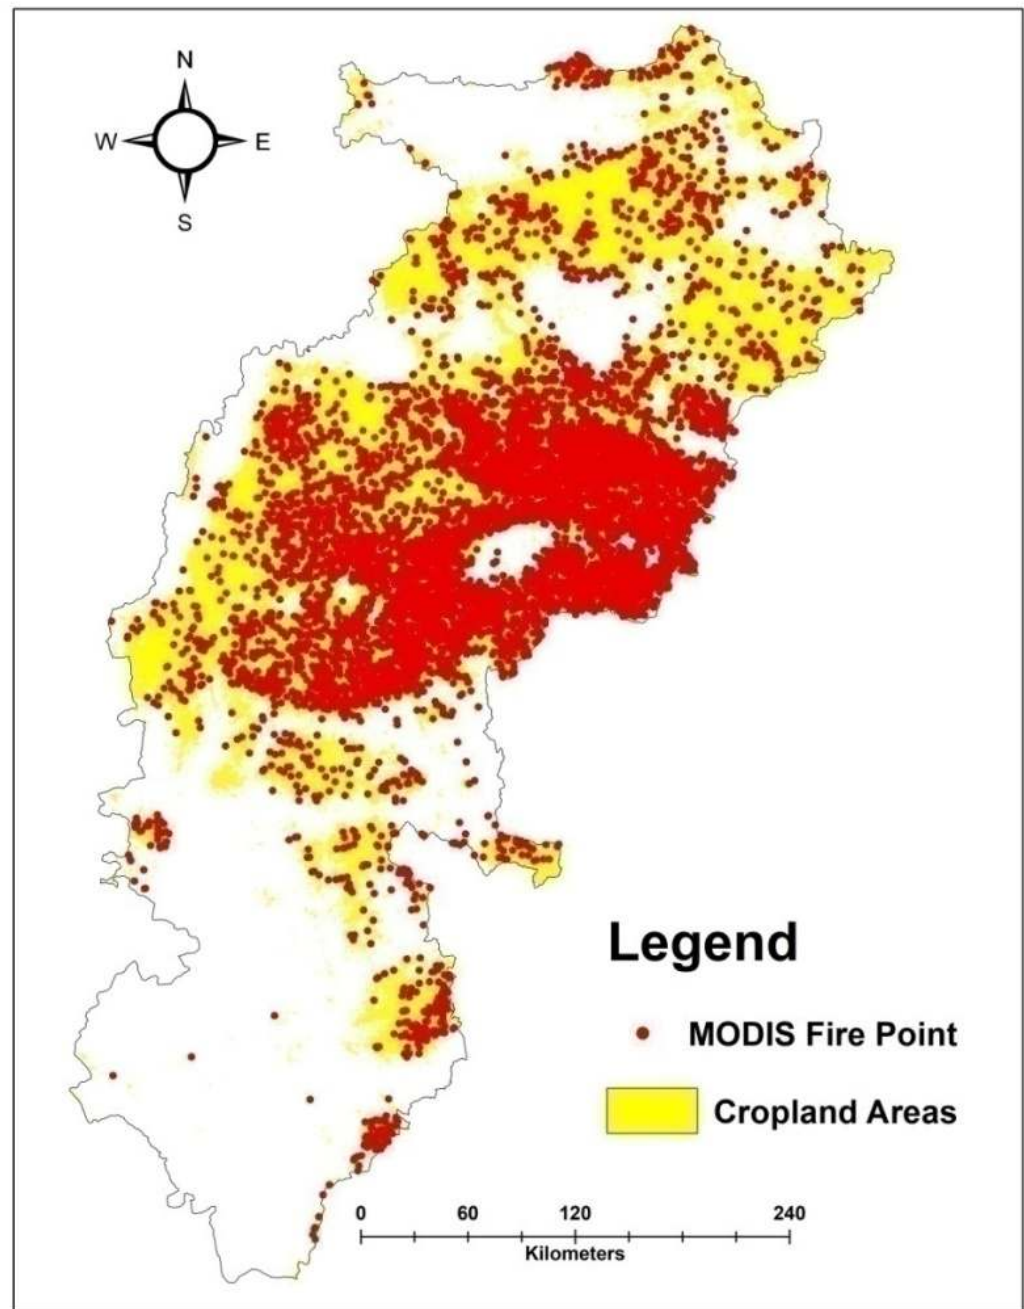 N
W E
S
Legend
MODIS Fire Point
Cropland Areas
0 60 120 240
Kilometers